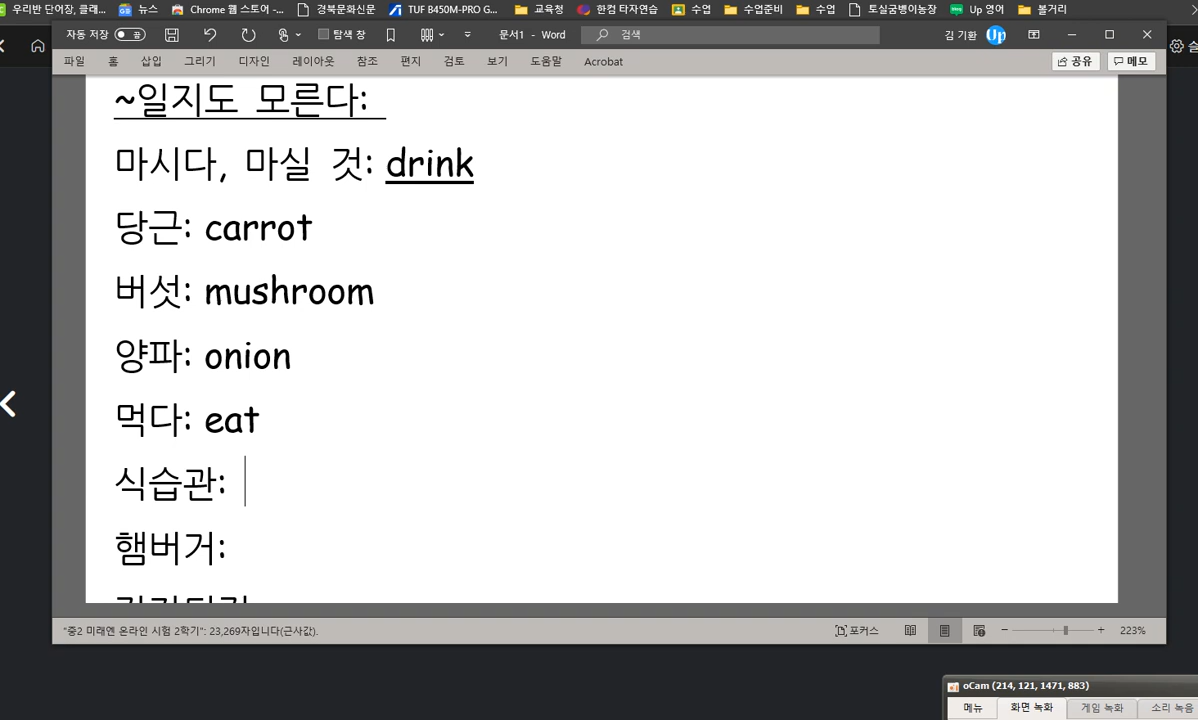 우리반 단어장, 클래... 뉴스 Chrome 웹 스토어 -... 경북문화신문 TUF B450M-PRO G... 교육청 한컴 타자연습 수업 수업준비 수업 토실굼벵이농장 Up 영어 볼거리
자동 저장 끔 탐색 창 문서1 - Word 검색 김 기환 Up
파일 홈 삽입 그리기 디자인 레이아웃 참조 편지 검토 보기 도움말 Acrobat 공유 메모
~일지도 모른다:
마시다, 마실 것: drink
당근: carrot
버섯: mushroom
양파: onion
먹다: eat
식습관:
햄버거:
"중2 미래엔 온라인 시험 2학기": 23,269자입니다(근사값). 포커스 223%
oCam (214, 121, 1471, 883)
메뉴 화면 녹화 게임 녹화 소리 녹음